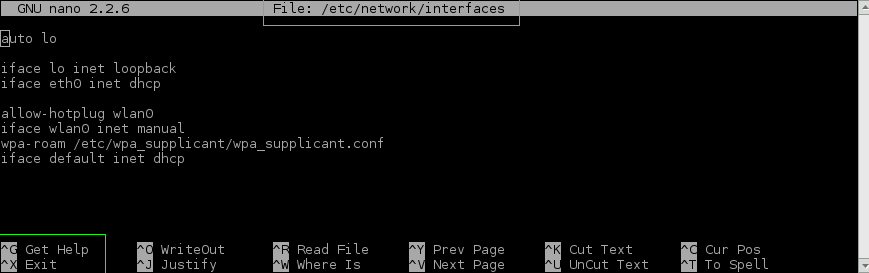 GNU nano 2.2.6 File: /etc/network/interfaces
auto lo
iface lo inet loopback
iface eth0 inet dhcp
allow-hotplug wlan0
iface wlan0 inet manual
wpa-roam /etc/wpa_supplicant/wpa_supplicant.conf
iface default inet dhcp
^G Get Help ^O WriteOut ^R Read File ^Y Prev Page ^K Cut Text ^C Cur Pos
^X Exit ^J Justify ^W Where Is ^V Next Page ^U UnCut Text ^T To Spell